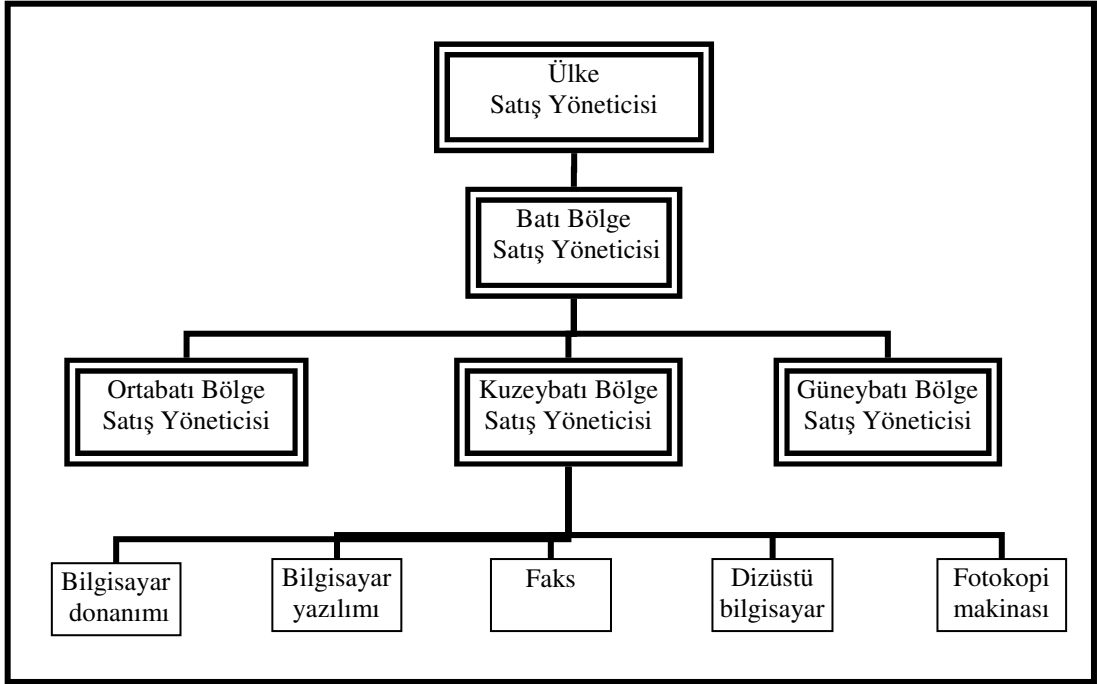 Ülke
Satış Yöneticisi
Batı Bölge
Satış Yöneticisi
Ortabatı Bölge
Satış Yöneticisi
Kuzeybatı Bölge
Satış Yöneticisi
Güneybatı Bölge
Satış Yöneticisi
Bilgisayar
donanımı
Bilgisayar
yazılımı
Faks
Dizüstü
bilgisayar
Fotokopi
makinası